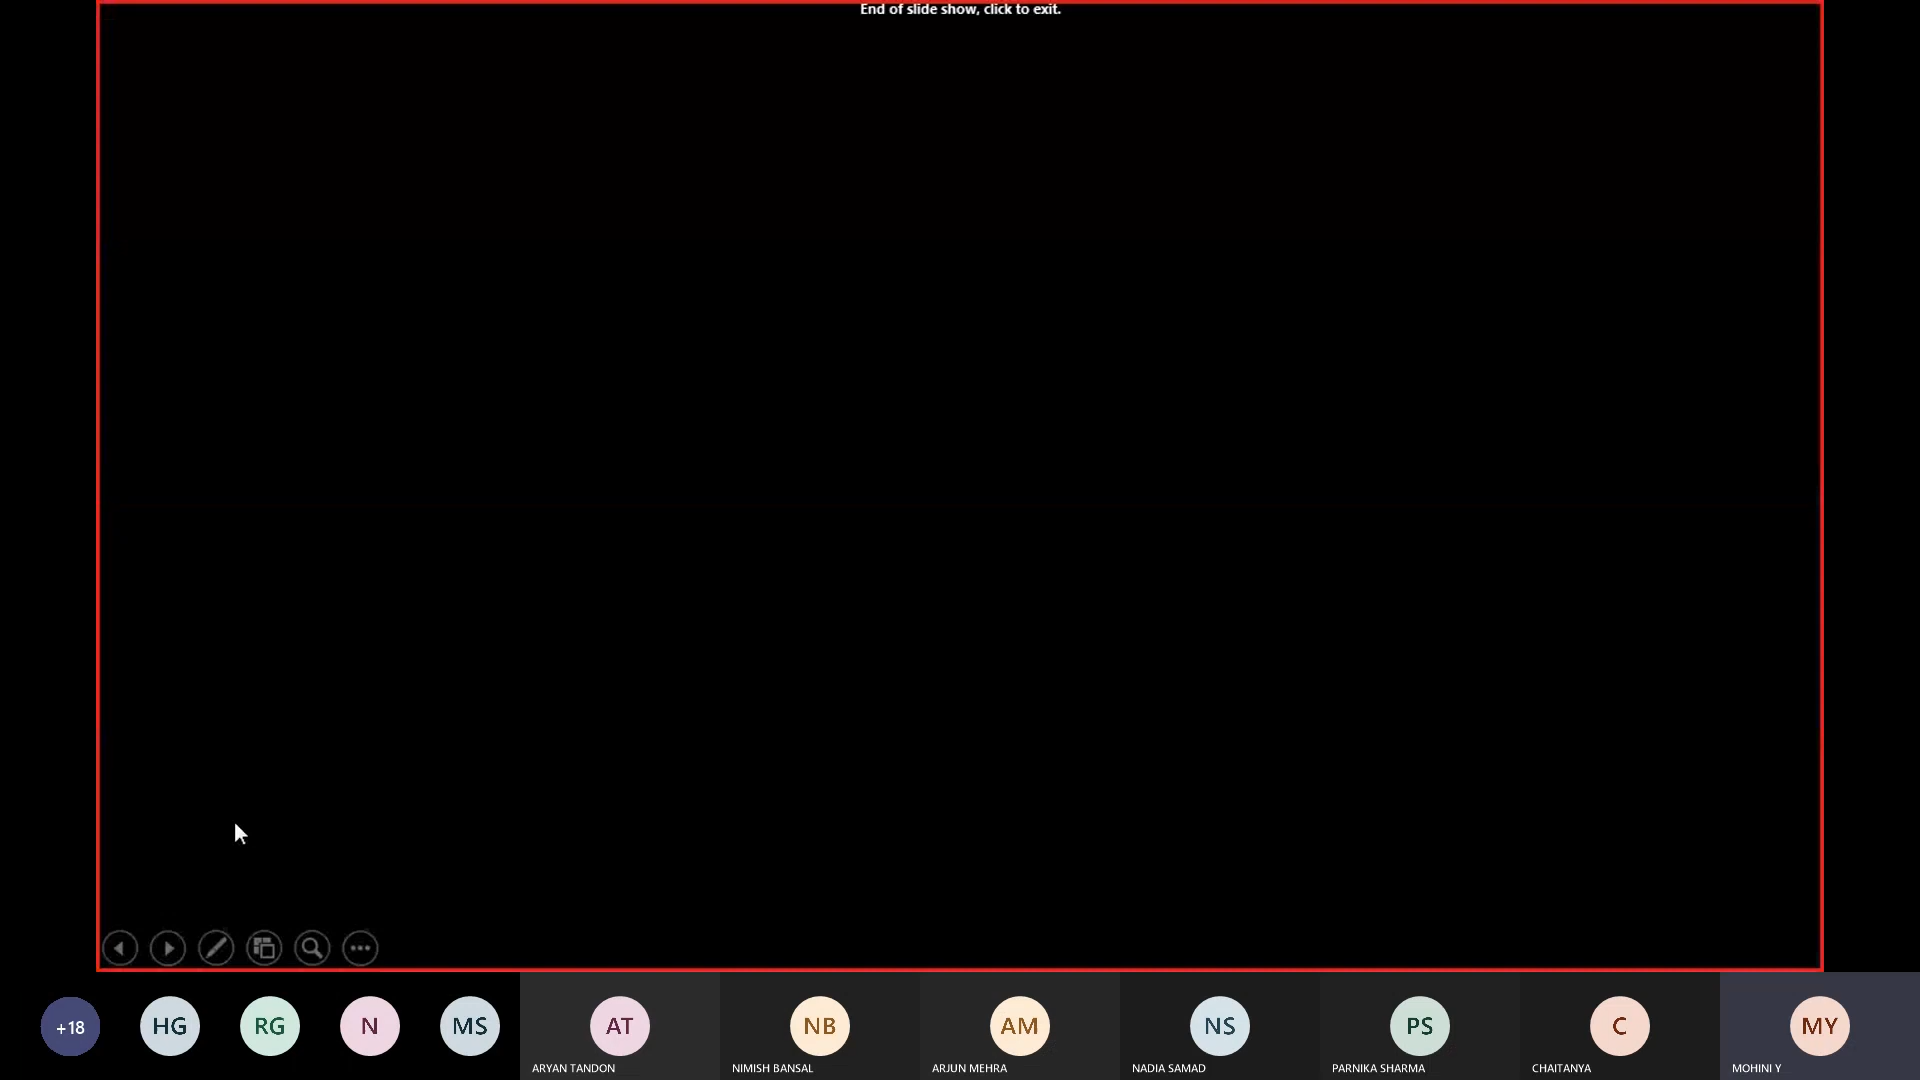 End of slide show, click to exit.
+18
HG
RG
N
MS
AT
NB
AM
NS
PS
C
MY
ARYAN TANDON
NIMISH BANSAL
ARJUN MEHRA
NADIA SAMAD
PARNIKA SHARMA
CHAITANYA
MOHINI Y